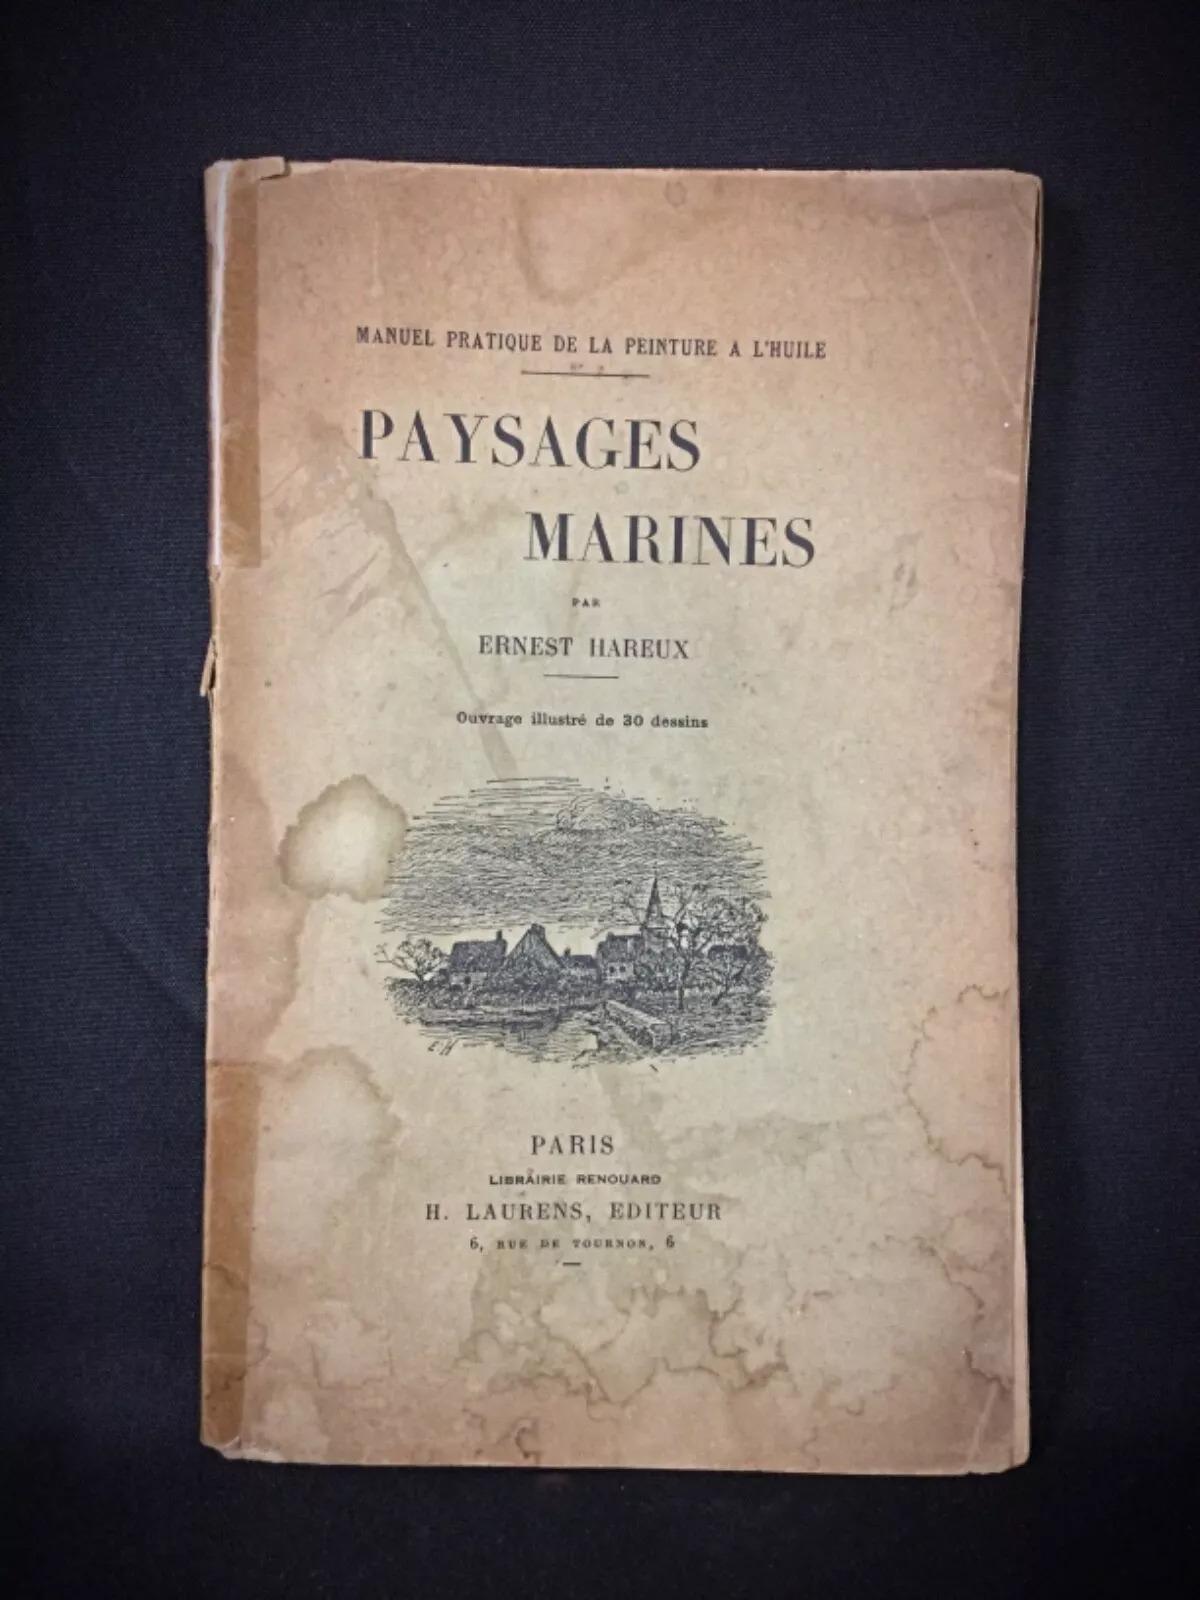 MANUEL PRATIQUE DE LA PEINTURE A L'HUILE
PAYSAGES
MARINES
PAR
ERNEST HAREUX
Ouvrage illustré de 30 dessins
E.H
PARIS
LIBRAIRIE RENOUARD
H. LAURENS, EDITEUR
6, RUE DE TOURNON, 6